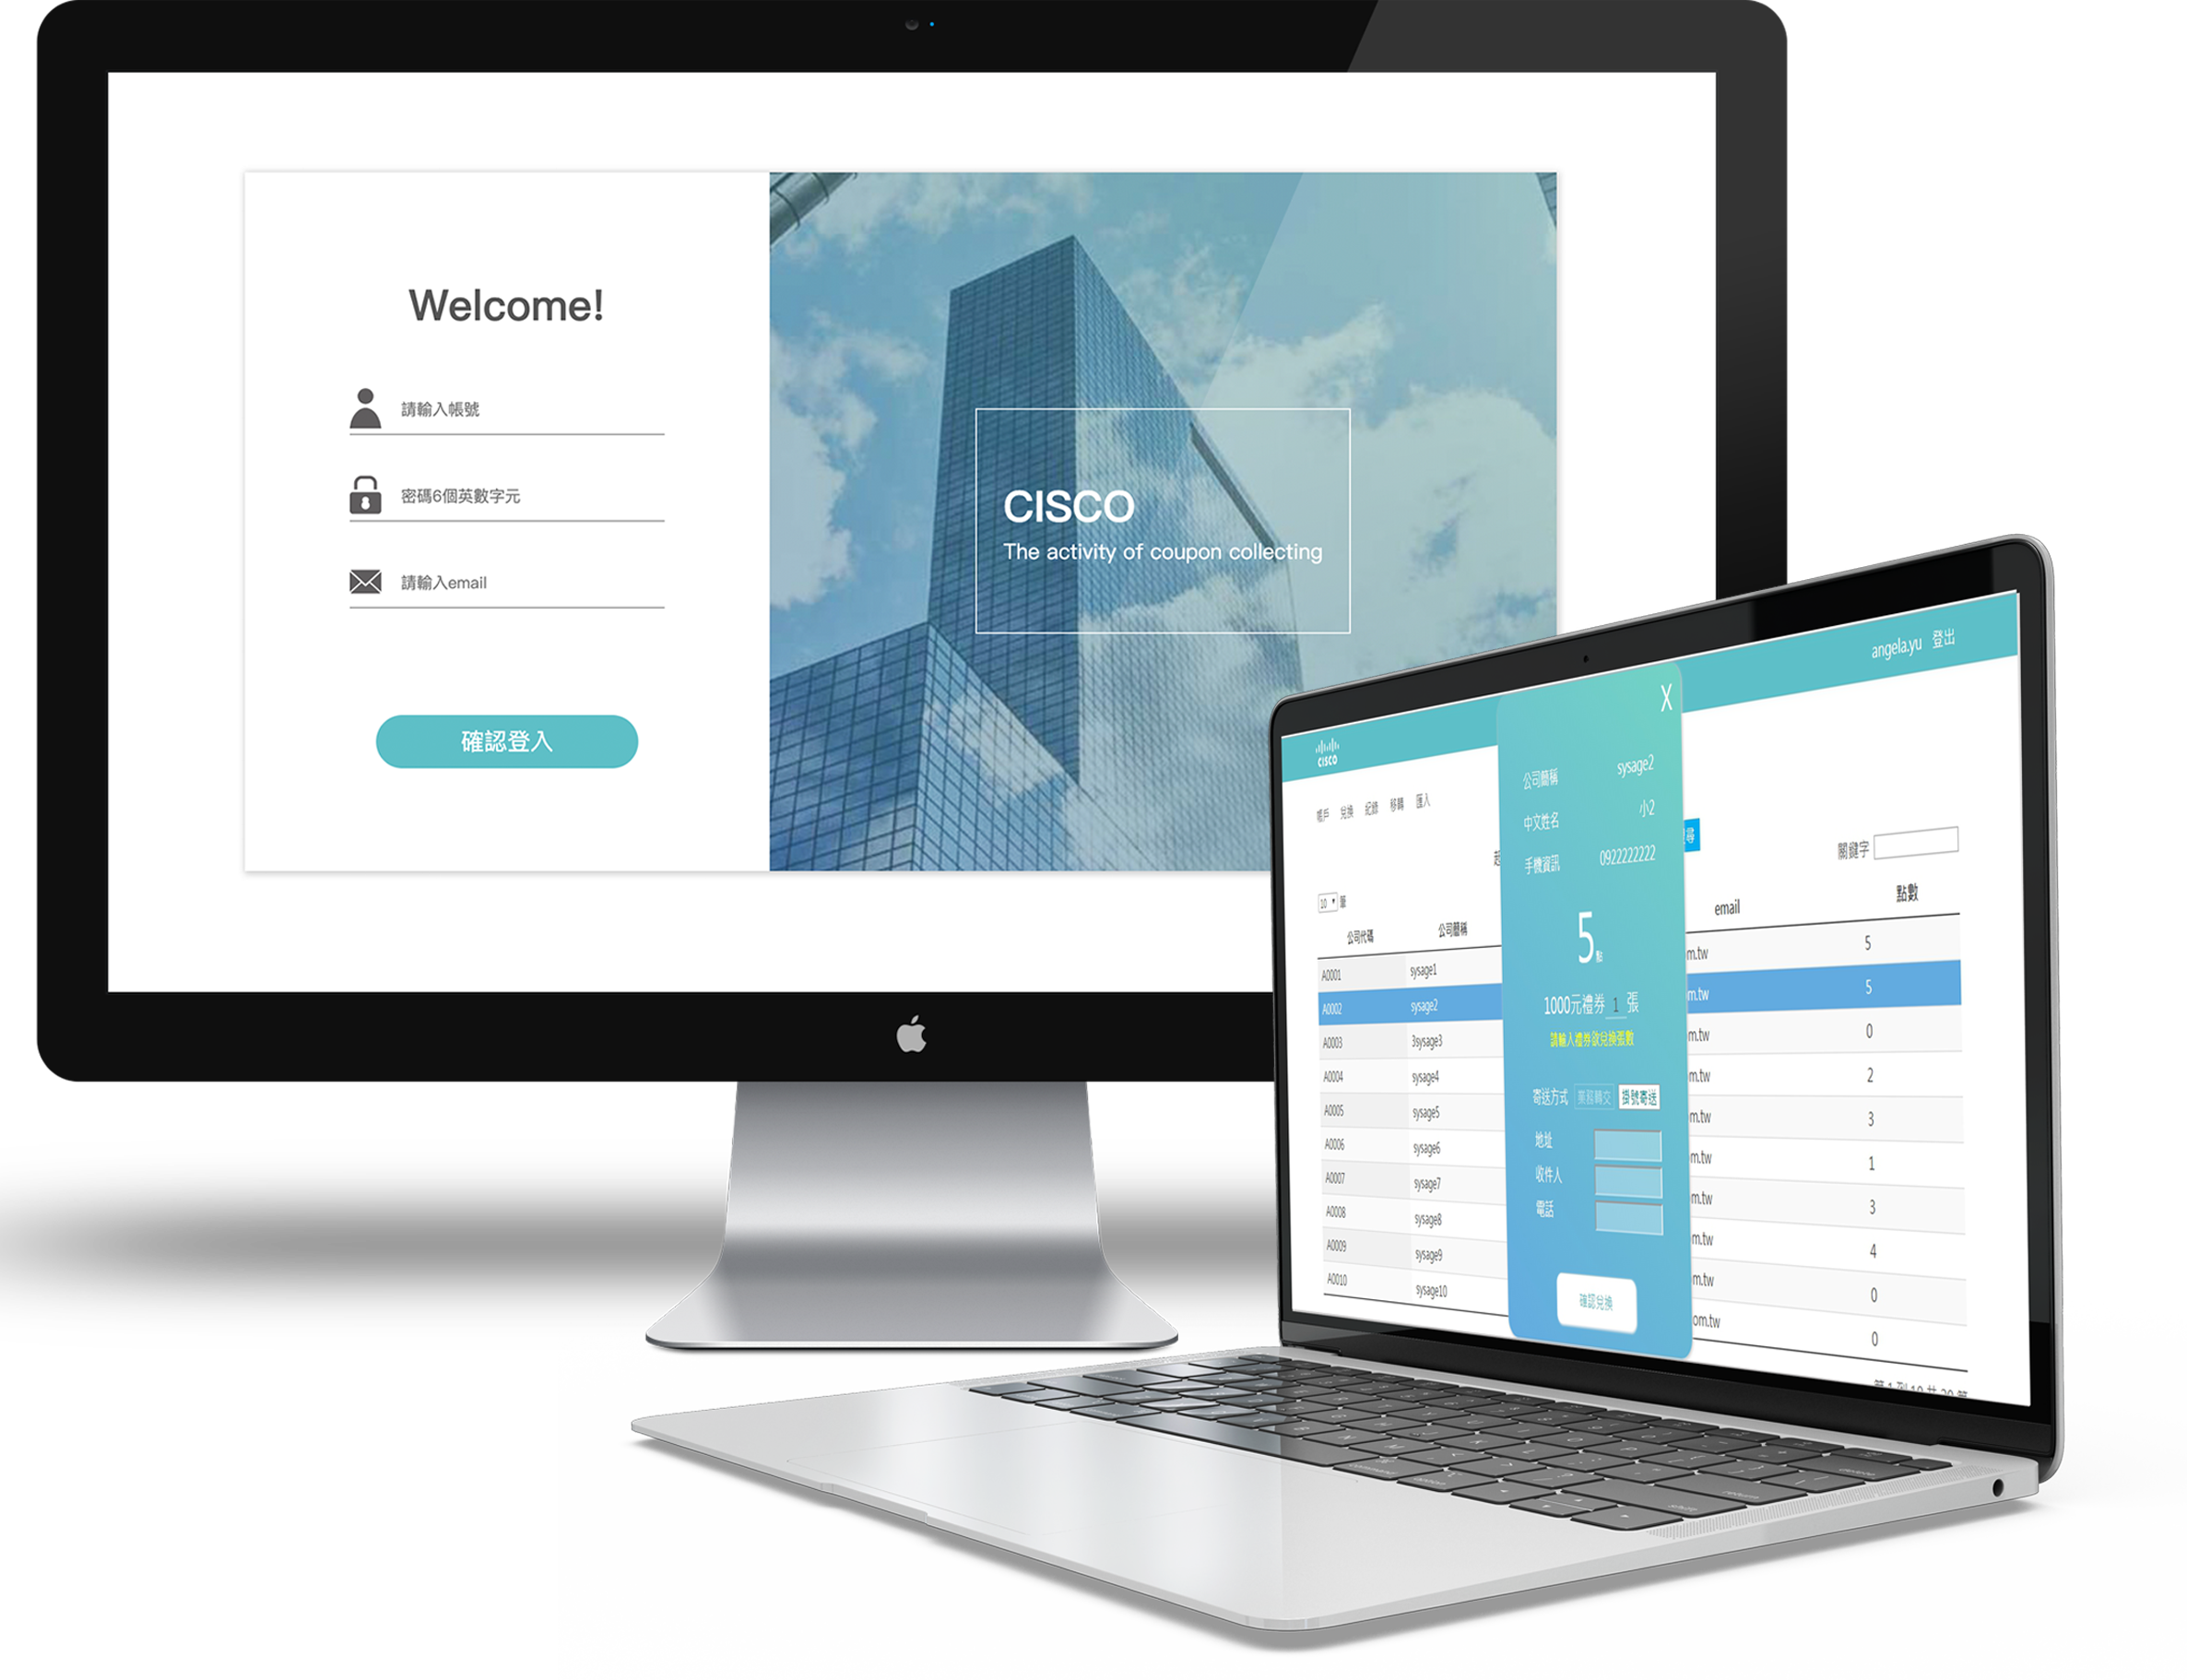 Welcome!
請輸入帳號
密碼6個英數字元
請輸入email
確認登入
CISCO
The activity of coupon collecting
angela.yu 登出
CISCO
帳戶 兌換 紀錄 移轉 匯入
X
公司簡稱 sysage2
中文姓名 小2
手機資訊 0922222222
5點
1000元禮券 1 張
請輸入禮券欲兌換張數
寄送方式 業務轉交 掛號寄送
地址
收件人
電話
確認兌換
起
尋
關鍵字
10 筆
公司代碼 公司簡稱 email 點數
A0001 sysage1 m.tw 5
A0002 sysage2 m.tw 5
A0003 3sysage3 m.tw 0
A0004 sysage4 m.tw 2
A0005 sysage5 m.tw 3
A0006 sysage6 m.tw 1
A0007 sysage7 m.tw 3
A0008 sysage8 m.tw 4
A0009 sysage9 m.tw 0
A0010 sysage10 om.tw 0